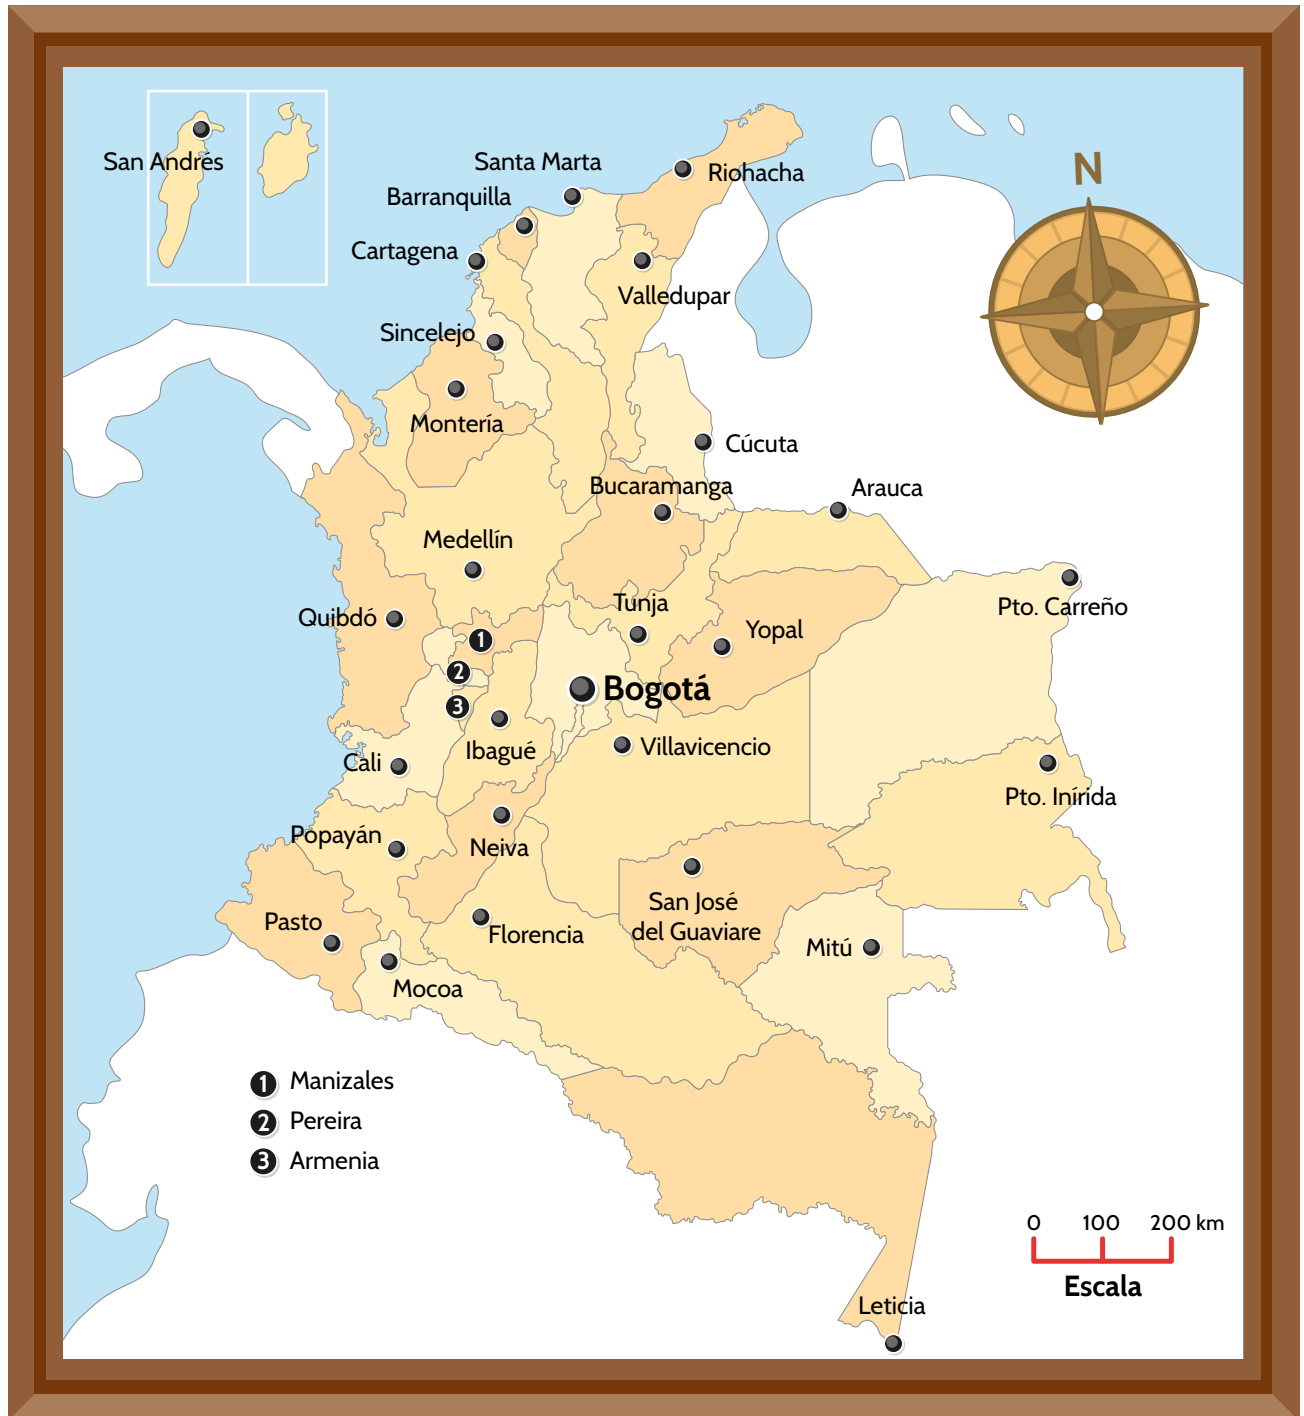 N
San Andrés
Santa Marta
Riohacha
Barranquilla
Cartagena
Valledupar
Sincelejo
Montería
Cúcuta
Bucaramanga
Arauca
Medellín
Pto. Carreño
Tunja
Quibdó
Yopal
1
2
Bogotá
3
Ibagué
Villavicencio
Cali
Pto. Inírida
Popayán
Neiva
San José
del Guaviare
Pasto
Florencia
Mitú
Mocoa
1 Manizales
2 Pereira
3 Armenia
0 100 200 km
Escala
Leticia